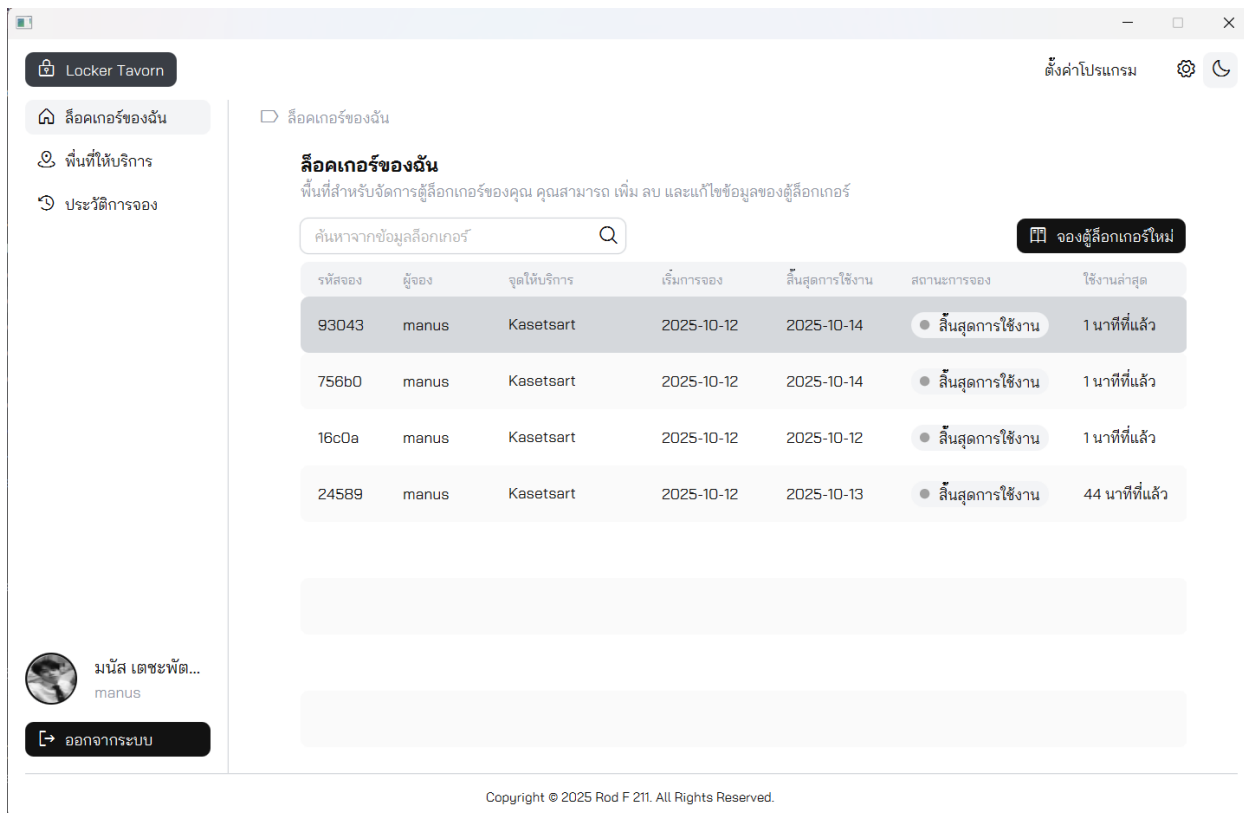 Locker Tavorn
ตั้งค่าโปรแกรม
ล็อคเกอร์ของฉัน
พื้นที่ให้บริการ
ประวัติการจอง
ล็อคเกอร์ของฉัน
ล็อคเกอร์ของฉัน
พื้นที่สำหรับจัดการตู้ล็อกเกอร์ของคุณ คุณสามารถ เพิ่ม ลบ และแก้ไขข้อมูลของตู้ล็อกเกอร์
ค้นหาจากข้อมูลล็อกเกอร์
จองตู้ล็อกเกอร์ใหม่
รหัสจอง ผู้จอง จุดให้บริการ เริ่มการจอง สิ้นสุดการใช้งาน สถานะการจอง ใช้งานล่าสุด
93043 manus Kasetsart 2025-10-12 2025-10-14 สิ้นสุดการใช้งาน 1 นาทีที่แล้ว
756b0 manus Kasetsart 2025-10-12 2025-10-14 สิ้นสุดการใช้งาน 1 นาทีที่แล้ว
16c0a manus Kasetsart 2025-10-12 2025-10-12 สิ้นสุดการใช้งาน 1 นาทีที่แล้ว
24589 manus Kasetsart 2025-10-12 2025-10-13 สิ้นสุดการใช้งาน 44 นาทีที่แล้ว
มนัส เตชะพัต...
manus
ออกจากระบบ
Copyright © 2025 Rod F 211. All Rights Reserved.